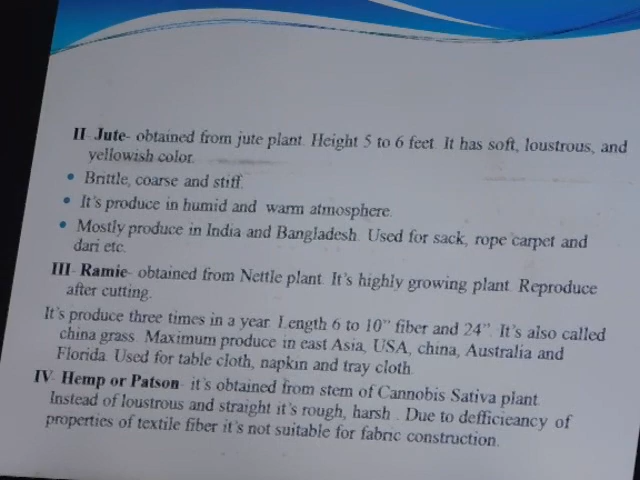 II- Jute- obtained from jute plant. Height 5 to 6 feet. It has soft, loustrous, and
yellowish color.
• Brittle, coarse and stiff.
• It's produce in humid and warm atmosphere.
• Mostly produce in India and Bangladesh. Used for sack, rope carpet and
dari etc.
III- Ramie- obtained from Nettle plant. It's highly growing plant. Reproduce
after cutting.
It's produce three times in a year. Length 6 to 10" fiber and 24". It's also called
china grass. Maximum produce in east Asia, USA, china, Australia and
Florida. Used for table cloth, napkin and tray cloth.
IV- Hemp or Patson- it's obtained from stem of Cannobis Sativa plant.
Instead of loustrous and straight it's rough, harsh . Due to defficieancy of
properties of textile fiber it's not suitable for fabric construction.